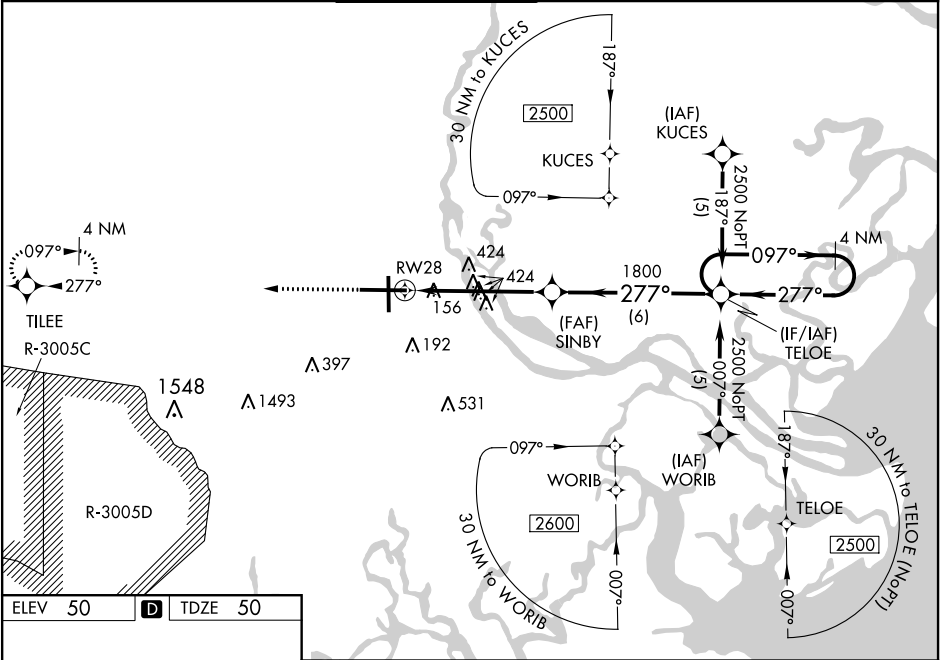 30 NM to KUCES
187°
2500
KUCES
097°
(IAF)
KUCES
2500 NoPT
187°
(5)
4 NM
097°
277°
TILEE
R-3005C
4 NM
097°
277°
(IF/IAF)
TELOE
RW28
424
424
156
1800
277°
(6)
(FAF)
SINBY
192
397
1548
1493
531
2500 NoPT
007°
(5)
(IAF)
WORIB
R-3005D
097°
WORIB
2600
007°
30 NM to WORIB
187°
TELOE
2500
007°
30 NM to TELOE (NoPT)
ELEV 50
D
TDZE 50